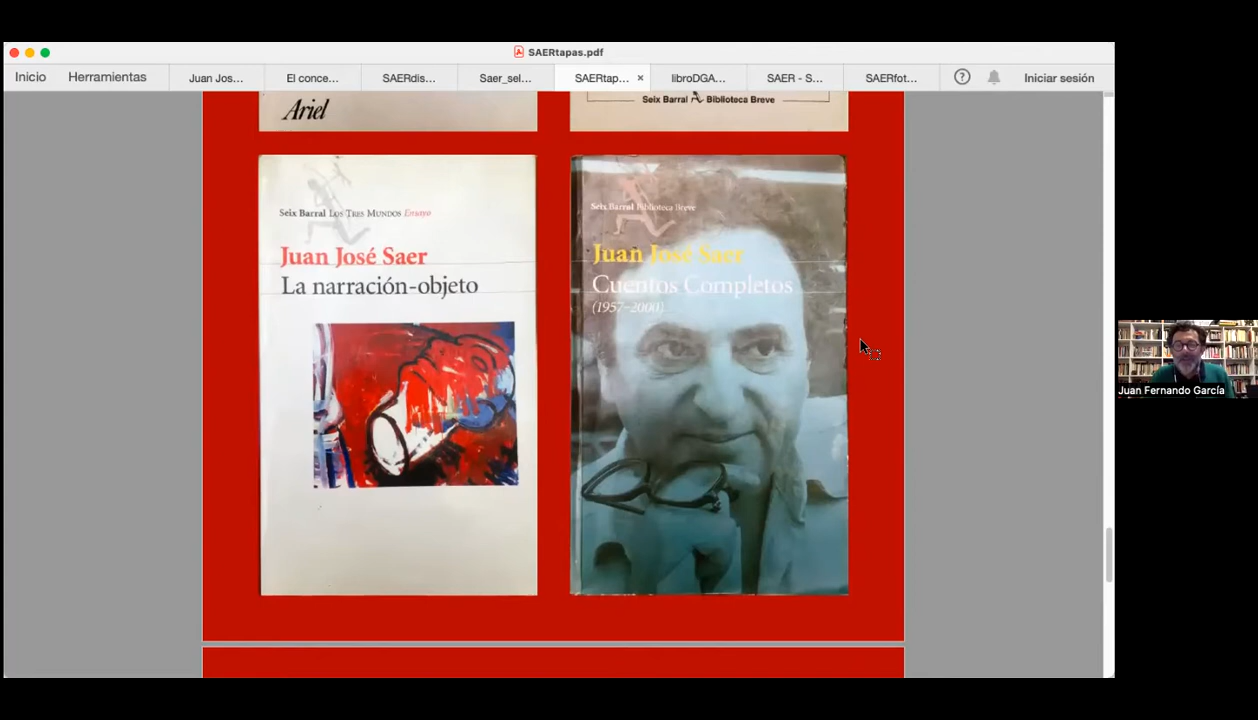 SAERtapas.pdf
Inicio
Herramientas
Juan Jos...
El conce...
SAERdis...
Saer_sel...
SAERtap...
libroDGA...
SAER - S...
SAERfot...
Iniciar sesión
Ariel
Seix Barral Biblioteca Breve
Seix Barral Los Tres Mundos Ensayo
Juan José Saer
La narración-objeto
Seix Barral Biblioteca Breve
Juan José Saer
Cuentos Completos
(1957-2000)
Juan Fernando García